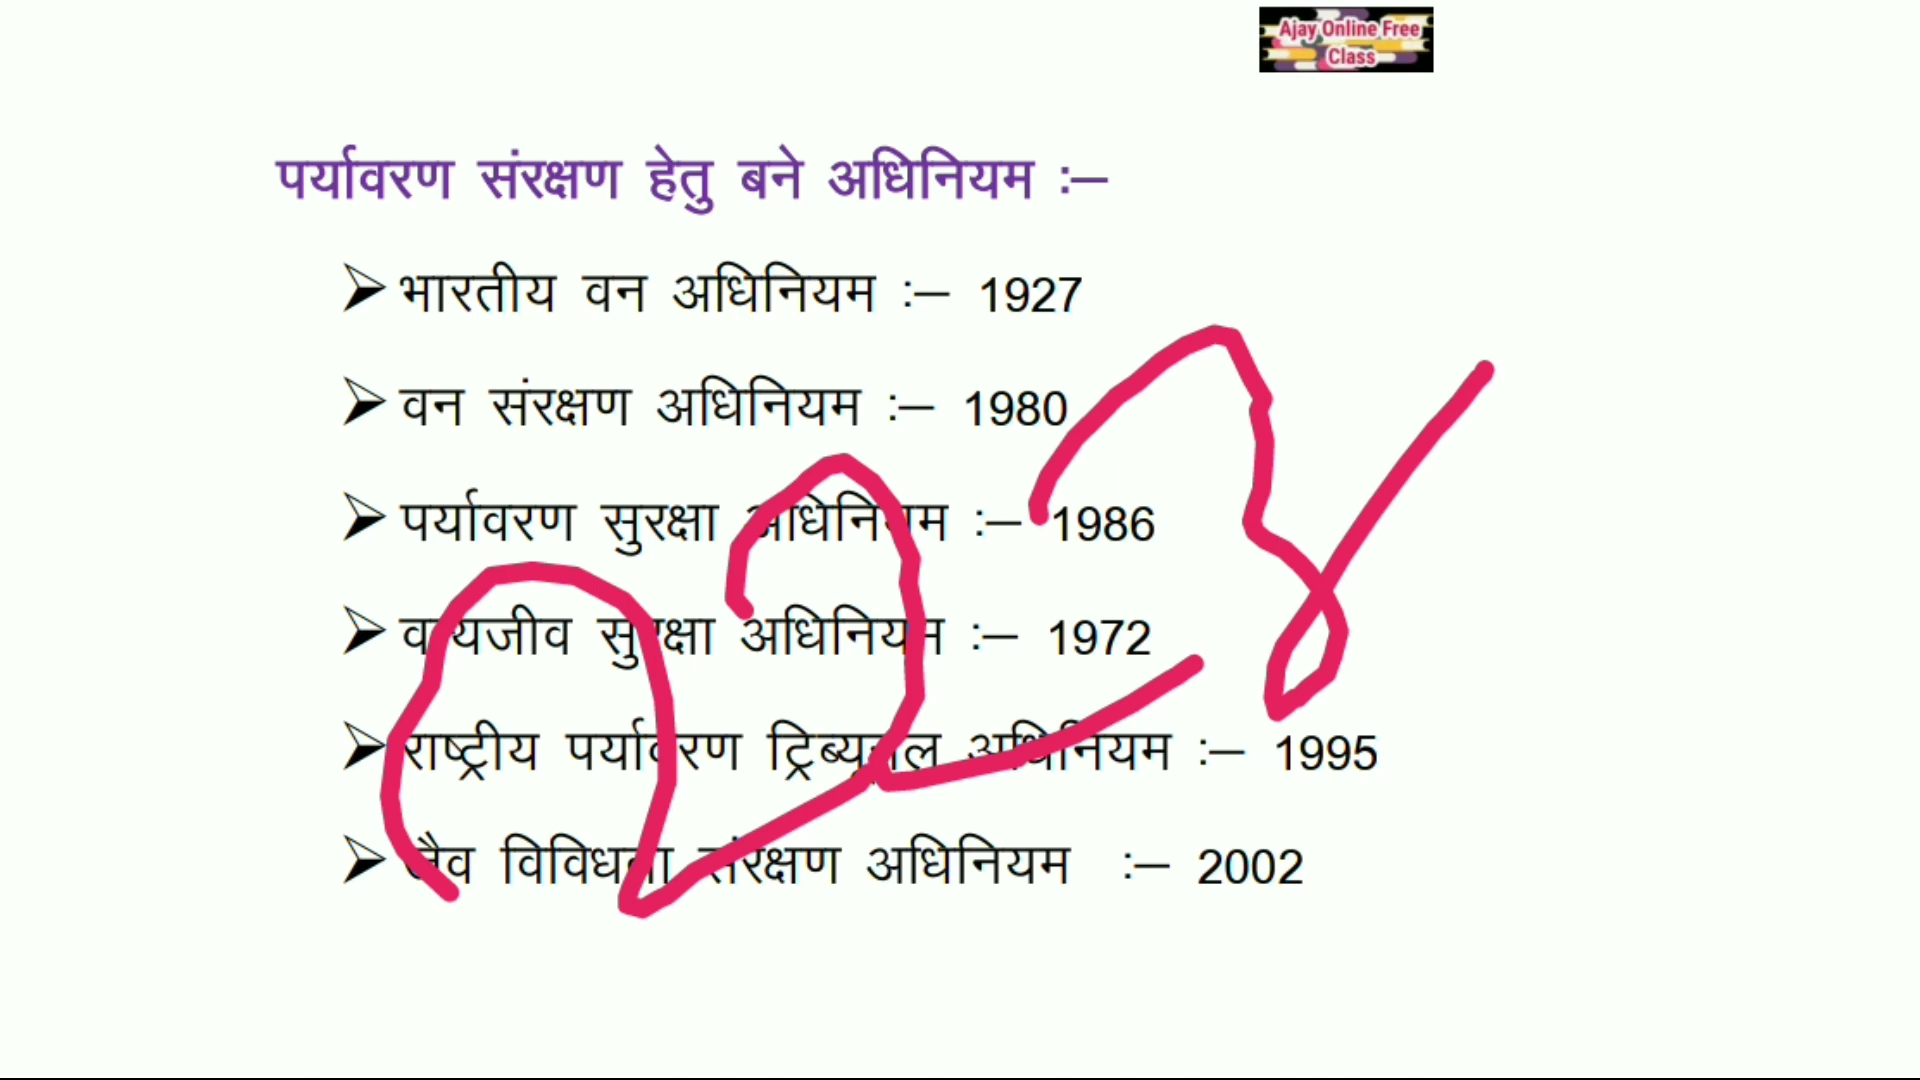 Ajay Online Free
Class
पर्यावरण संरक्षण हेतु बने अधिनियम :–
भारतीय वन अधिनियम :– 1927
वन संरक्षण अधिनियम :– 1980
पर्यावरण सुरक्षा अधिनियम :– 1986
वन्यजीव सुरक्षा अधिनियम :– 1972
राष्ट्रीय पर्यावरण ट्रिब्यूनल अधिनियम :– 1995
जैव विविधता संरक्षण अधिनियम :– 2002